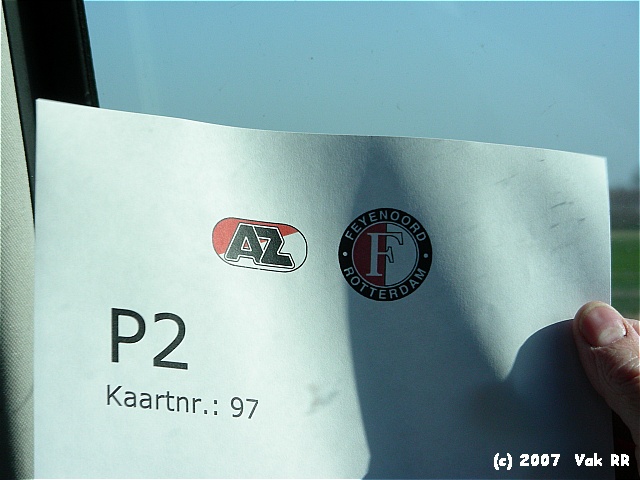 AZ
FEYENOORD
F
ROTTERDAM
P2
Kaartnr.: 97
(c) 2007 Vak RR